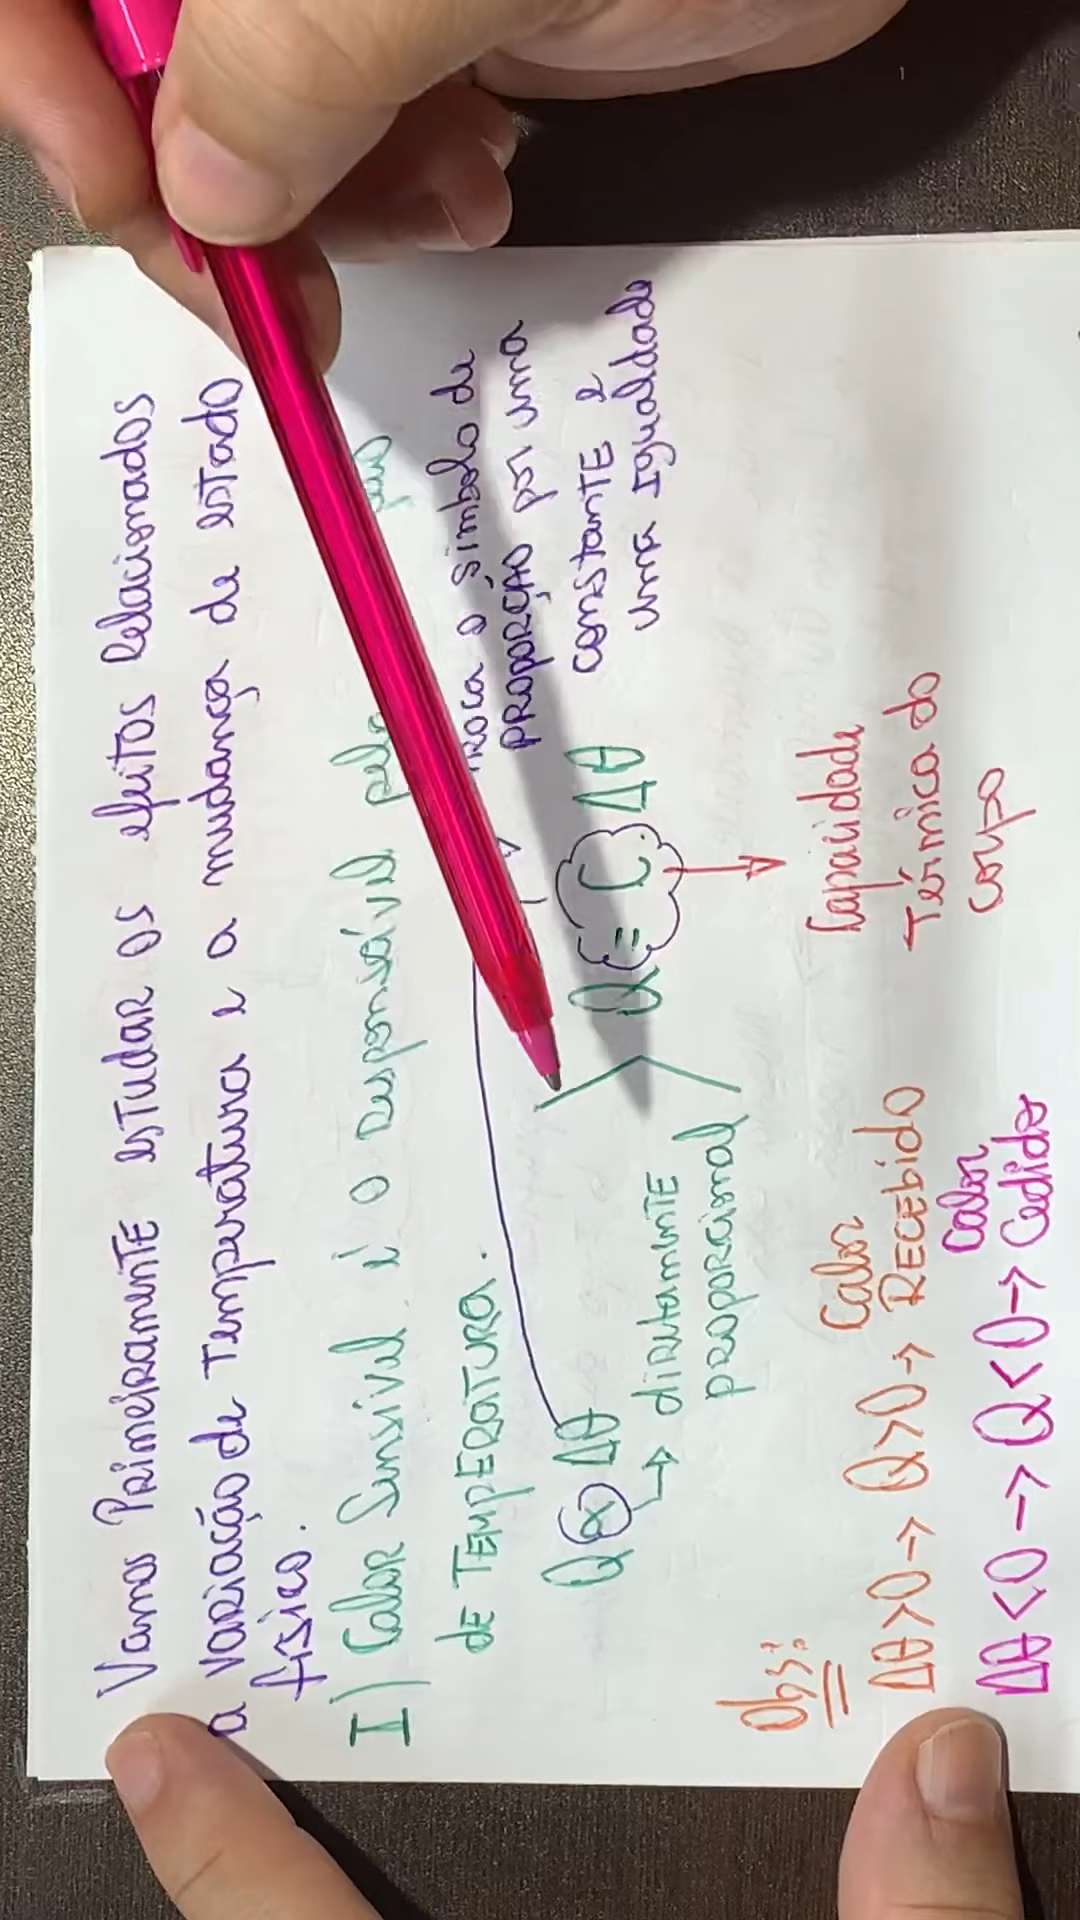 Vamos Primeiramente estudar os efeitos relacionados
a variação de Temperatura e a mudança de estado
físico.
I) Calor Sensível. é o responsável pela
de TEMPERATURA.
troca o símbolo de
PROPORÇÃO por uma
constante e
uma igualdade
Q α Δθ
→ diretamente
proporcional
Q = C Δθ
Capacidade
Térmica do
corpo
Obs:
Δθ>0 → Q>0 → Calor
RECEbido
Δθ<0 → Q<0 → Calor
Cedido